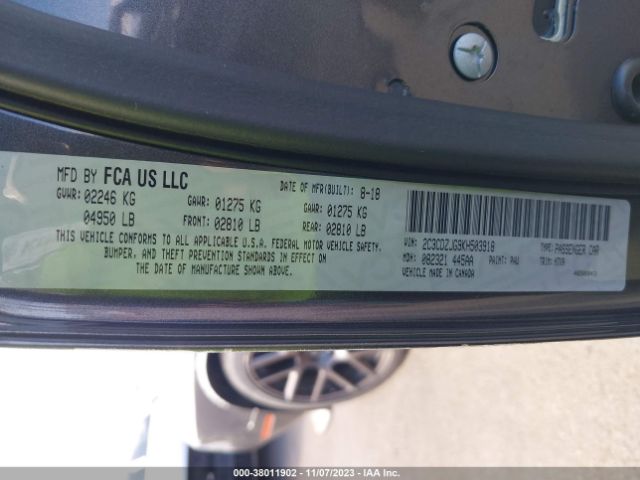 MFD BY FCA US LLC
DATE OF MFR(BUILT): 8-18
GVWR: 02246 KG GAWR: 01275 KG GAWR: 01275 KG
04950 LB FRONT: 02810 LB REAR: 02810 LB
THIS VEHICLE CONFORMS TO ALL APPLICABLE U.S.A. FEDERAL MOTOR VEHICLE SAFETY,
BUMPER, AND THEFT PREVENTION STANDARDS IN EFFECT ON
THE DATE OF MANUFACTURE SHOWN ABOVE.
VIN: 2C3CDZJG9KH503918 TYPE: PASSENGER CAR
MDH: 082321 445AA PAINT: PAU TRIM:
VEHICLE MADE IN CANADA
000-38011902 - 11/07/2023 - IAA Inc.